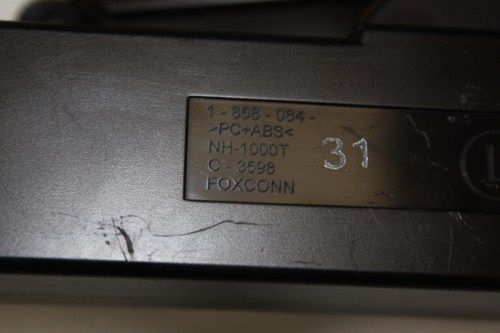 1 - 858 - 084 -
>PC+ABS<
NH-1000T
C - 3598
FOXCONN
31